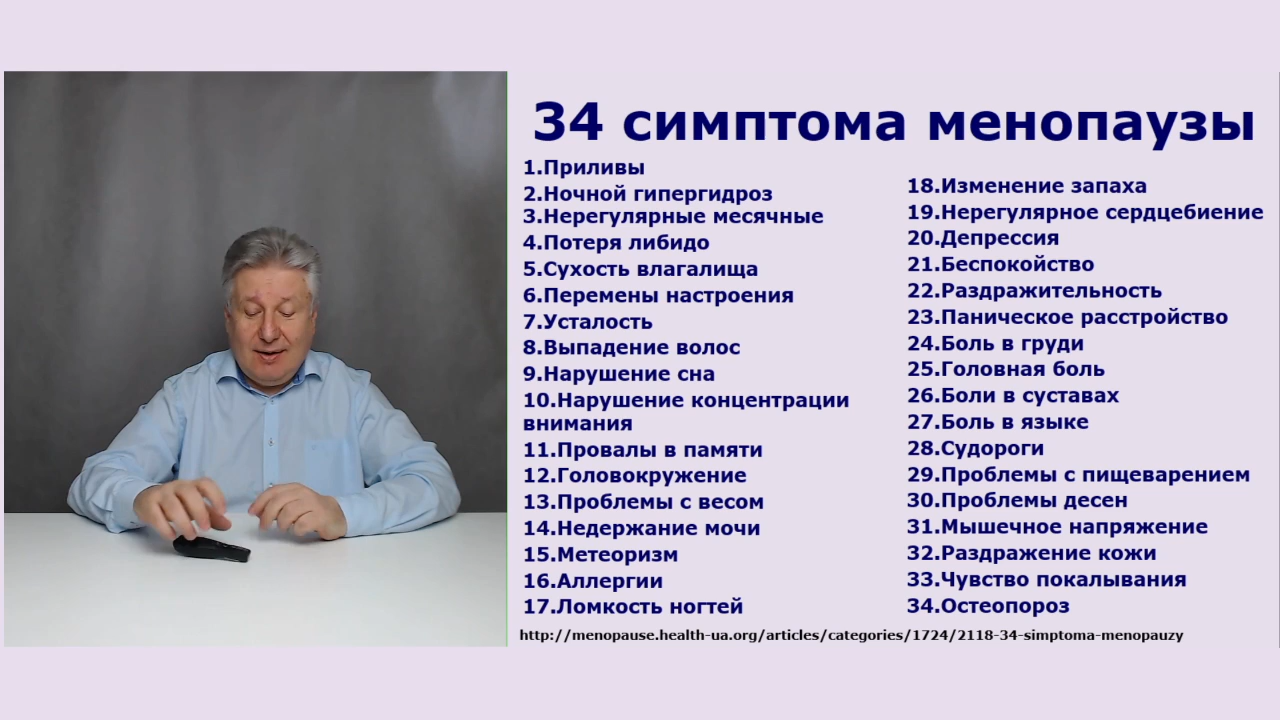 34 симптома менопаузы
1.Приливы
2.Ночной гипергидроз
3.Нерегулярные месячные
4.Потеря либидо
5.Сухость влагалища
6.Перемены настроения
7.Усталость
8.Выпадение волос
9.Нарушение сна
10.Нарушение концентрации
внимания
11.Провалы в памяти
12.Головокружение
13.Проблемы с весом
14.Недержание мочи
15.Метеоризм
16.Аллергии
17.Ломкость ногтей
18.Изменение запаха
19.Нерегулярное сердцебиение
20.Депрессия
21.Беспокойство
22.Раздражительность
23.Паническое расстройство
24.Боль в груди
25.Головная боль
26.Боли в суставах
27.Боль в языке
28.Судороги
29.Проблемы с пищеварением
30.Проблемы десен
31.Мышечное напряжение
32.Раздражение кожи
33.Чувство покалывания
34.Остеопороз
http://menopause.health-ua.org/articles/categories/1724/2118-34-simptoma-menopauzy